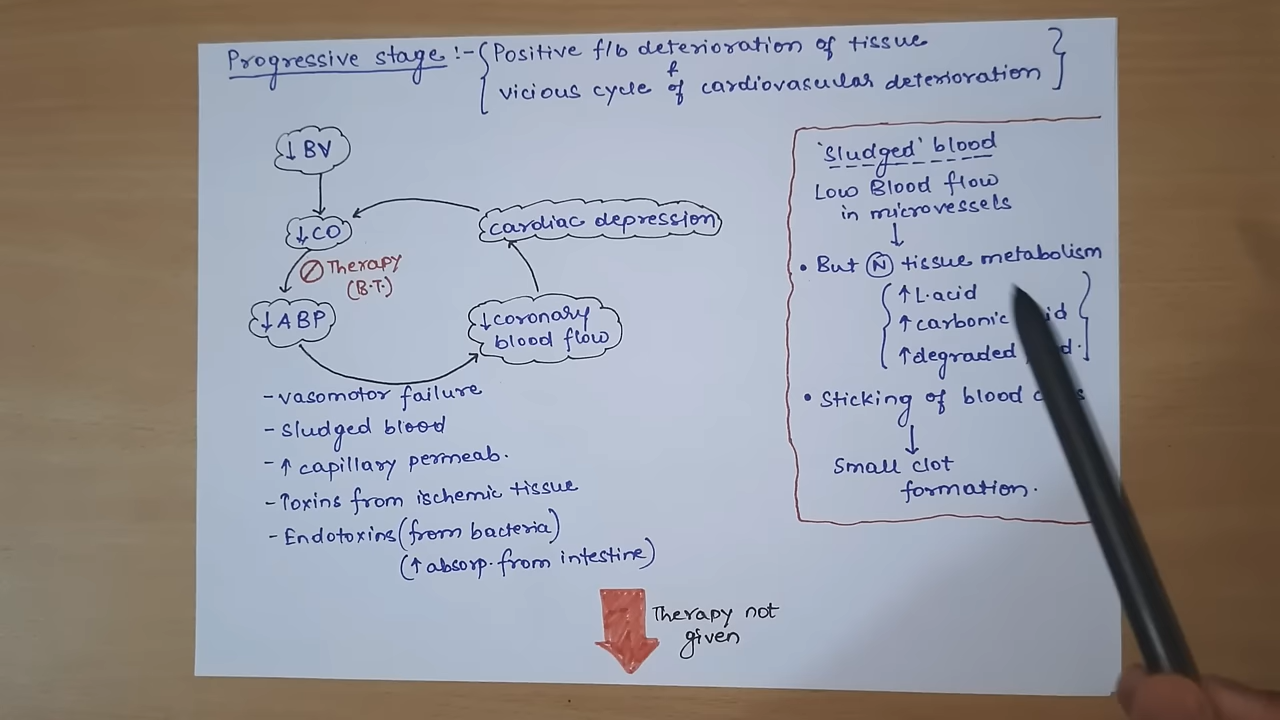 Progressive stage :- Positive f/b deterioration of tissue
&
vicious cycle of cardiovascular deterioration
↓ BV
↓ CO
Therapy
(B.T.)
↓ ABP
cardiac depression
↓ coronary
blood flow
- vasomotor failure
- sludged blood
- ↑ capillary permeab.
- Toxins from ischemic tissue
- Endotoxins (from bacteria)
(↑ absorp. from intestine)
Therapy not
given
'Sludged' blood
Low Blood flow
in microvessels
↓
• But Ⓝ tissue metabolism
↑ L. acid
↑ carbonic
↑ degraded
• Sticking of blood
↓
Small clot
formation.